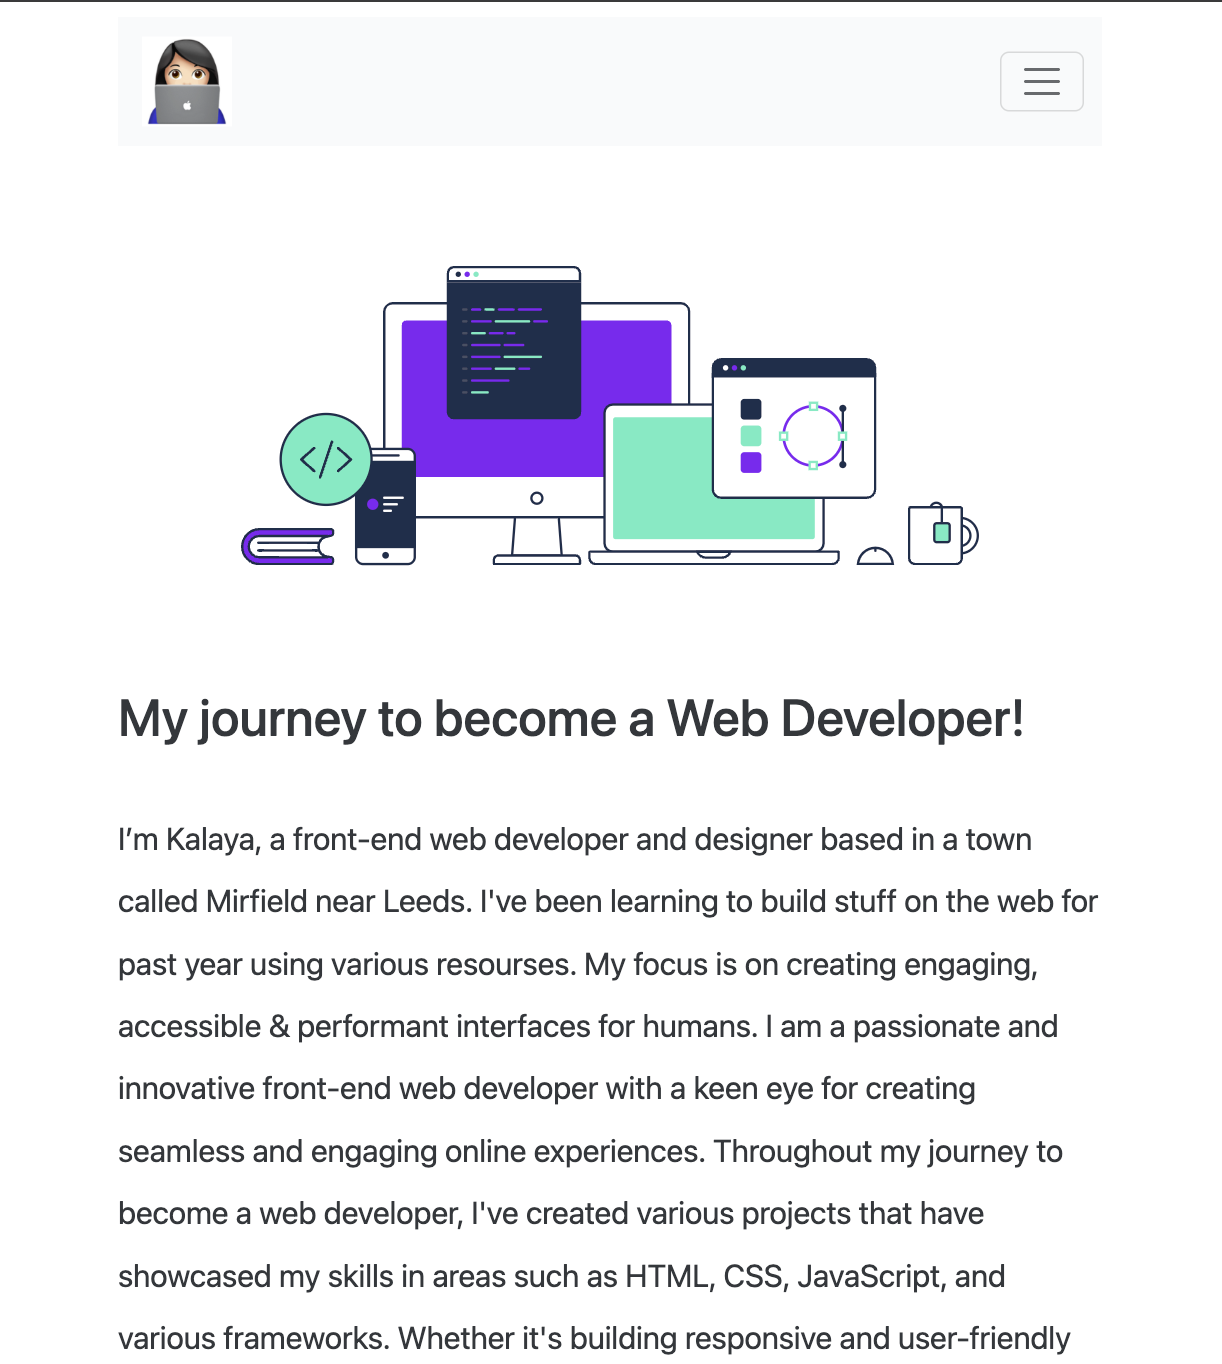 </>
My journey to become a Web Developer!
I’m Kalaya, a front-end web developer and designer based in a town
called Mirfield near Leeds. I've been learning to build stuff on the web for
past year using various resourses. My focus is on creating engaging,
accessible & performant interfaces for humans. I am a passionate and
innovative front-end web developer with a keen eye for creating
seamless and engaging online experiences. Throughout my journey to
become a web developer, I've created various projects that have
showcased my skills in areas such as HTML, CSS, JavaScript, and
various frameworks. Whether it's building responsive and user-friendly